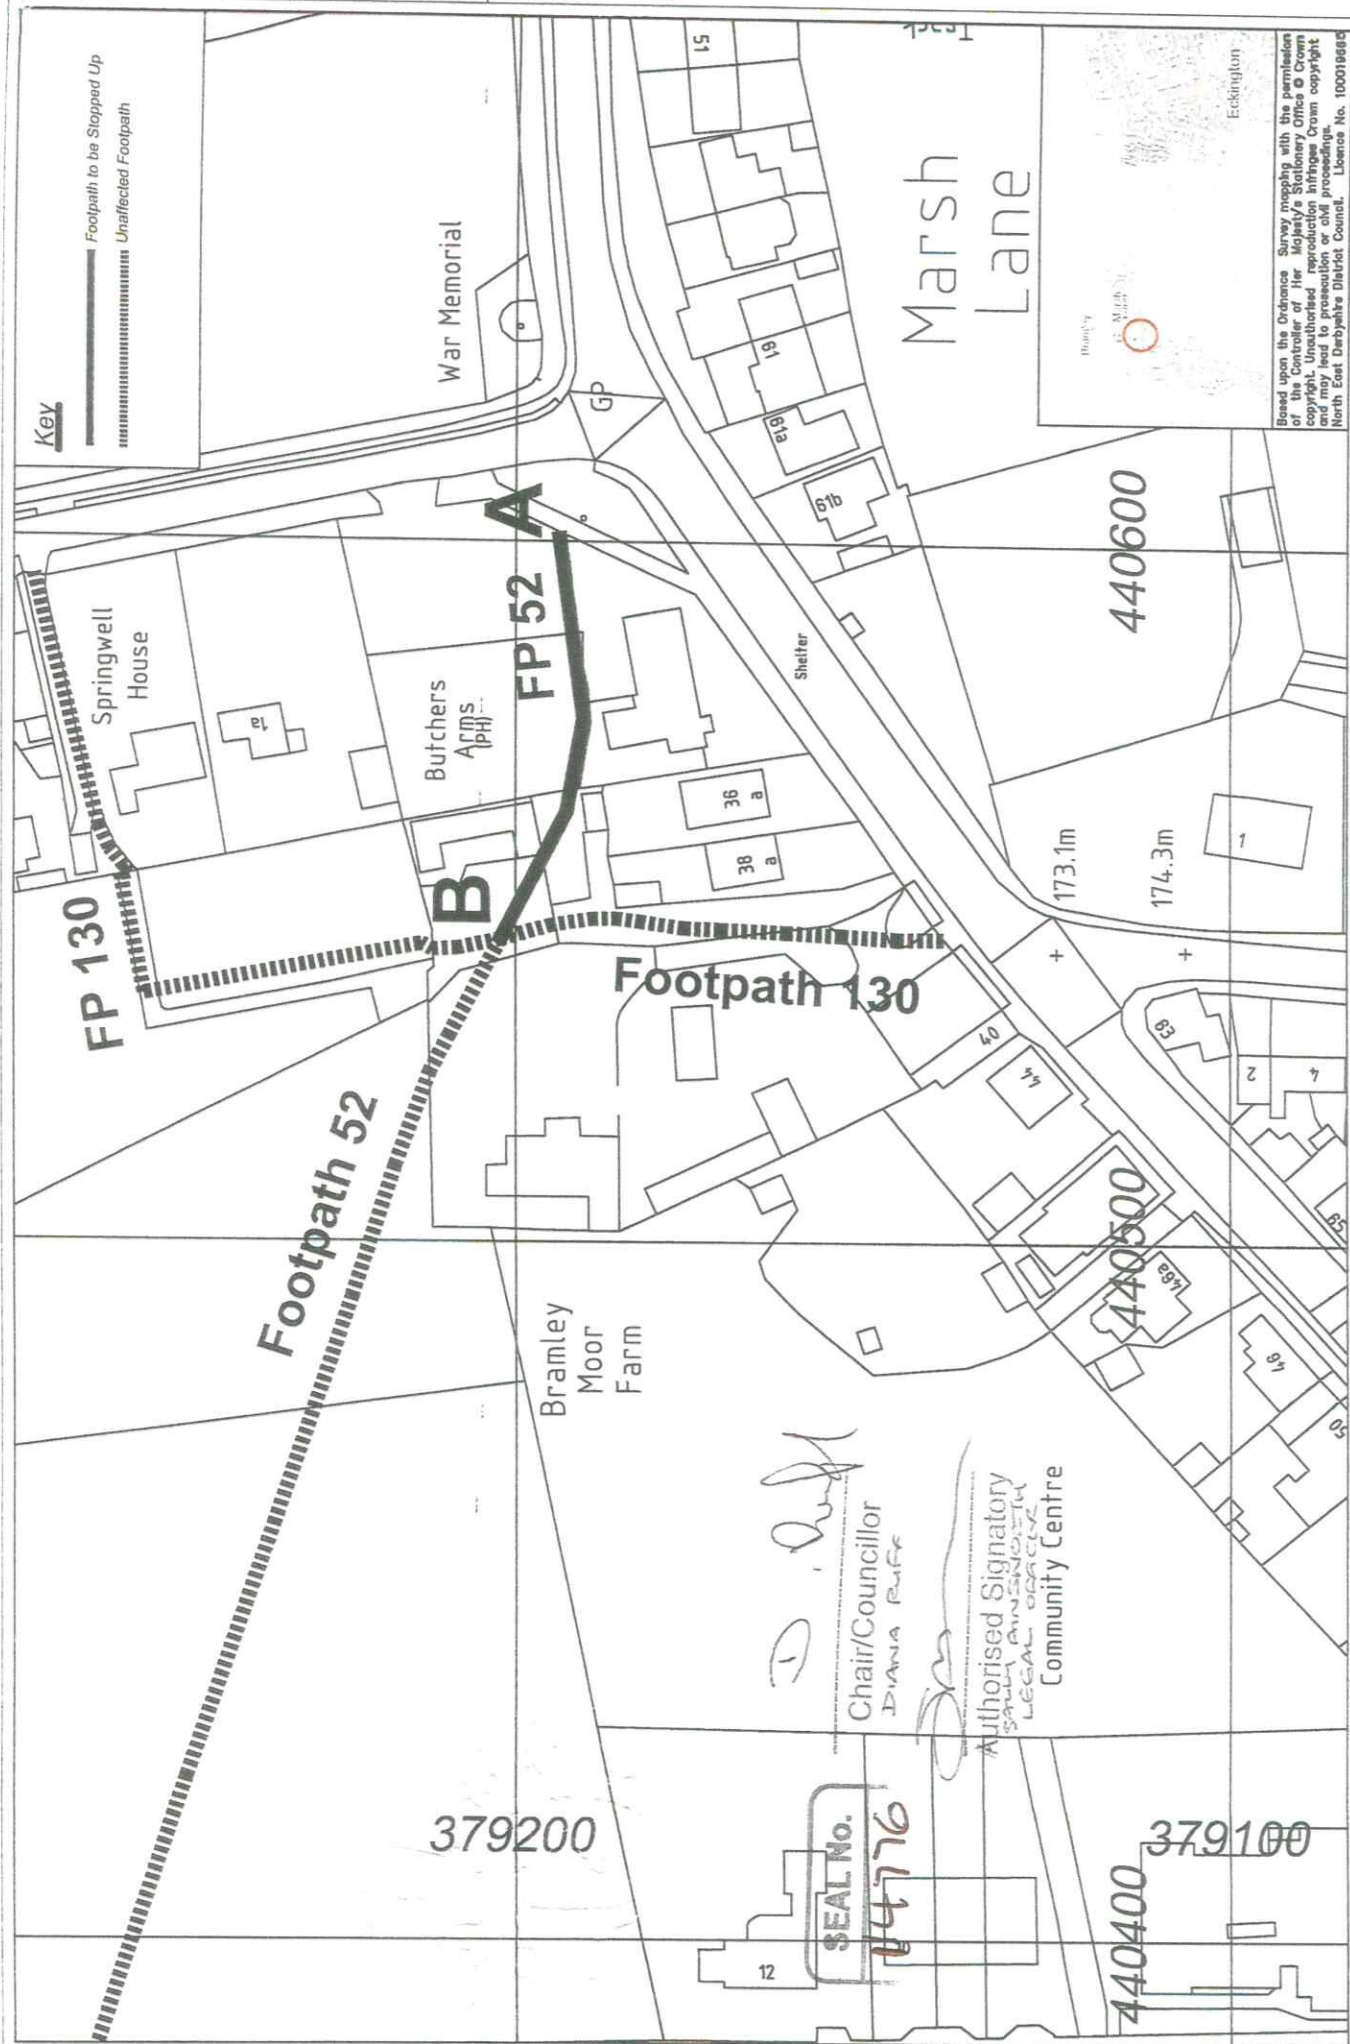 Key
Footpath to be Stopped Up
Unaffected Footpath
War Memorial
GP
51
61
61a
61b
Marsh
Lane
Eckington
Based upon the Ordnance Survey mapping with the permission
of the Controller of Her Majesty's Stationery Office © Crown
copyright. Unauthorised reproduction infringes Crown copyright
and may lead to prosecution or civil proceedings.
North East Derbyshire District Council. Licence No.
Springwell
House
1a
Butchers
Arms
(PH)
A
FP 52
B
FP 130
Footpath 130
Footpath 52
36
a
38
a
Shelter
440600
173.1m
174.3m
1
40
44
63
2
4
59
46a
46
50
440500
Bramley
Moor
Farm
Chair/Councillor
DIANA RUFF
Authorised Signatory
LEGAL OFFICER
Community Centre
379200
SEAL No.
14776
12
440400
379100